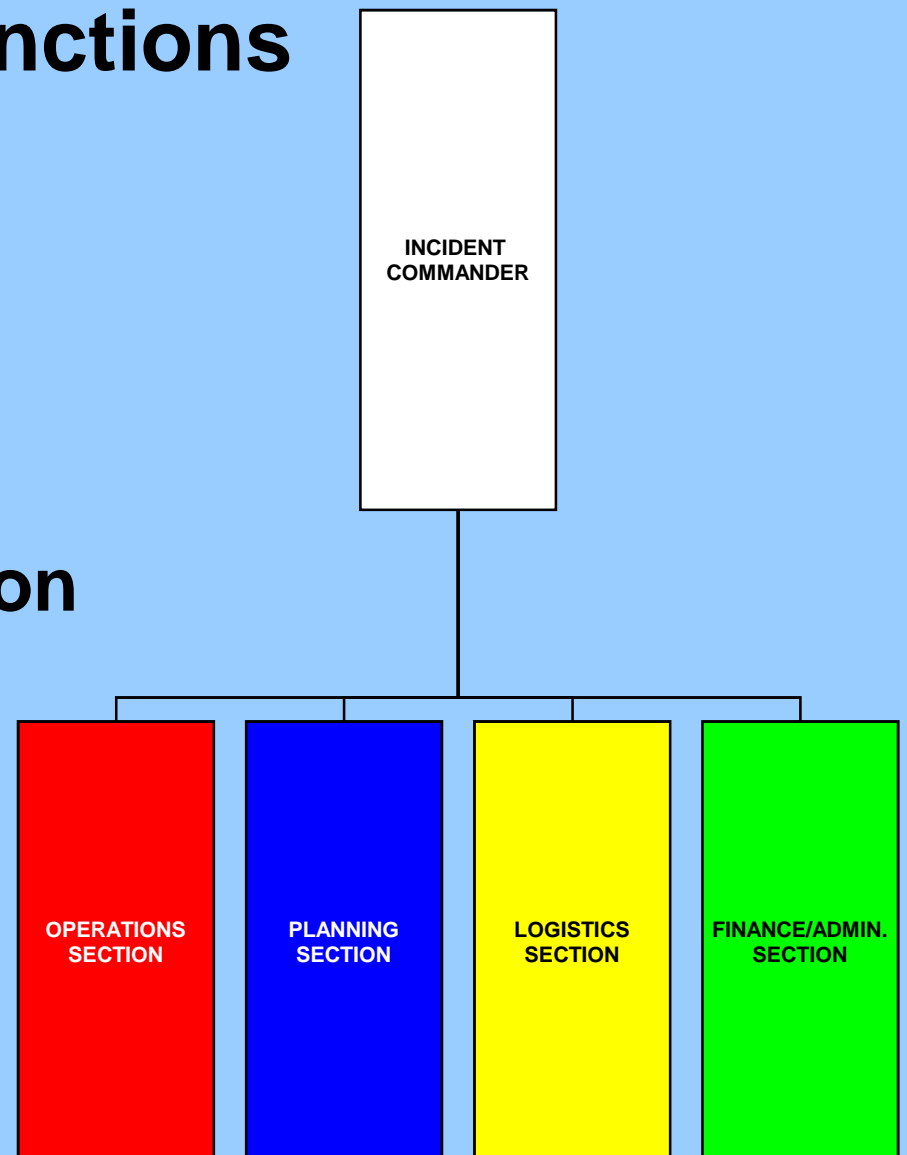 nctions
INCIDENT
COMMANDER
on
OPERATIONS
SECTION
PLANNING
SECTION
LOGISTICS
SECTION
FINANCE/ADMIN.
SECTION